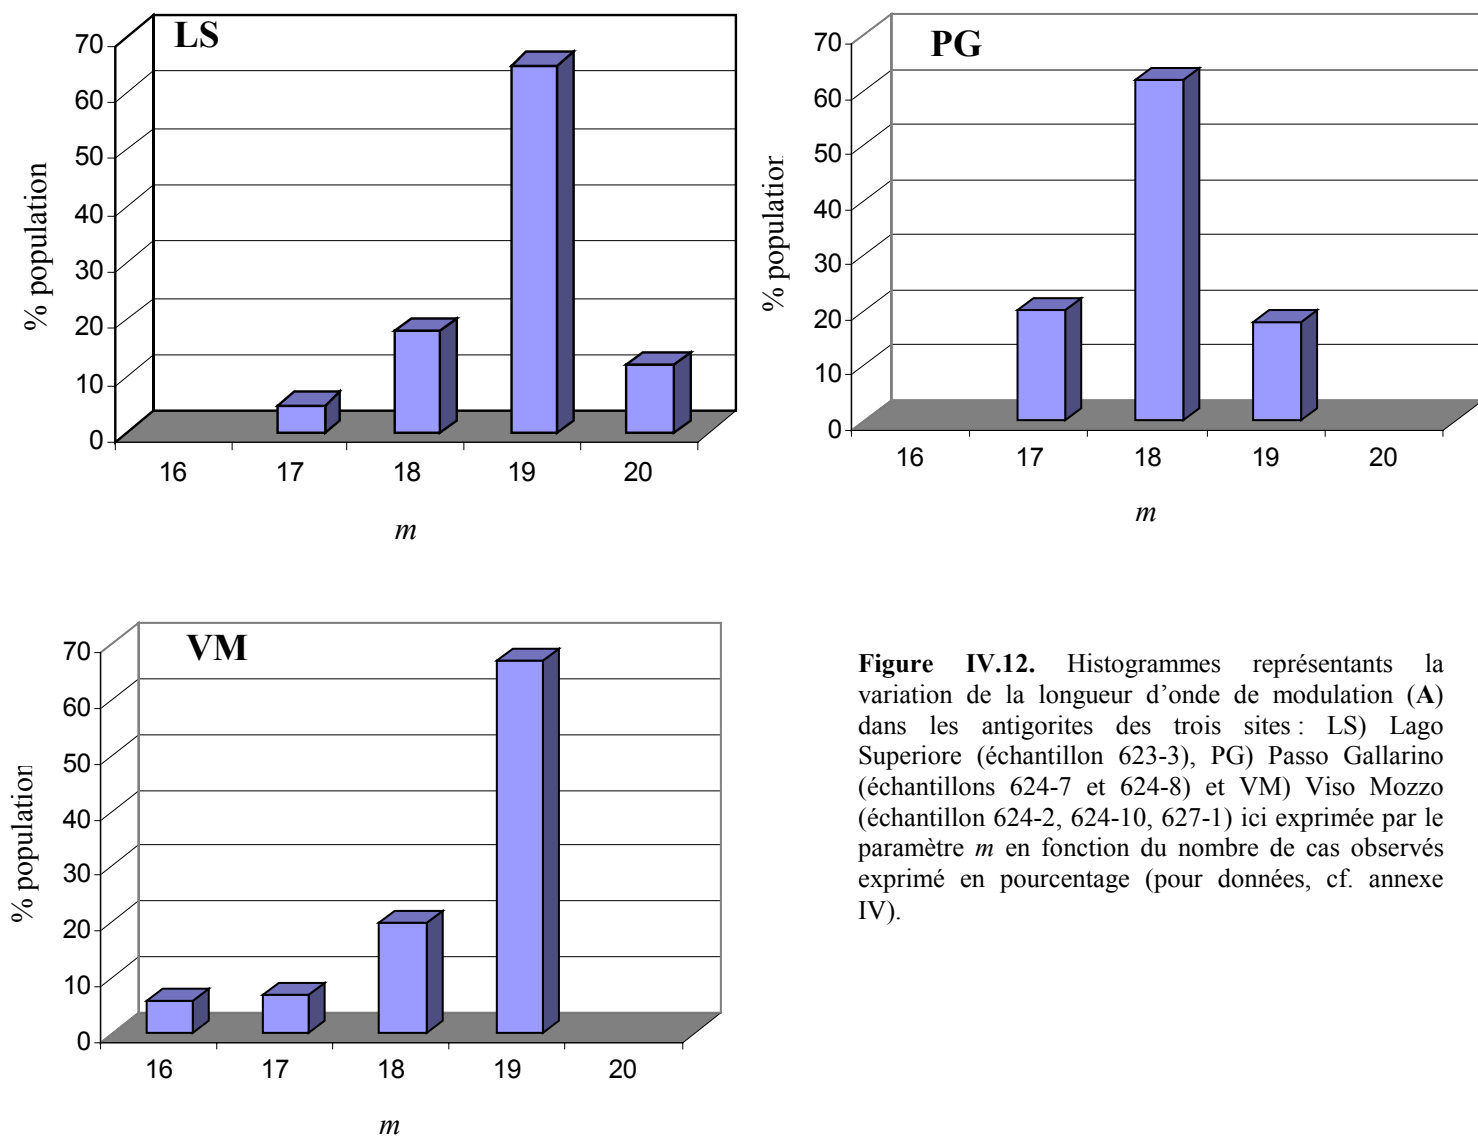 LS
70
60
50
40
30
20
10
0
% population
16 17 18 19 20
m
PG
70
60
50
40
30
20
10
0
% population
16 17 18 19 20
m
VM
70
60
50
40
30
20
10
0
% population
16 17 18 19 20
m
Figure IV.12. Histogrammes représentants la
variation de la longueur d’onde de modulation (A)
dans les antigorites des trois sites : LS) Lago
Superiore (échantillon 623-3), PG) Passo Gallarino
(échantillons 624-7 et 624-8) et VM) Viso Mozzo
(échantillon 624-2, 624-10, 627-1) ici exprimée par le
paramètre m en fonction du nombre de cas observés
exprimé en pourcentage (pour données, cf. annexe
IV).